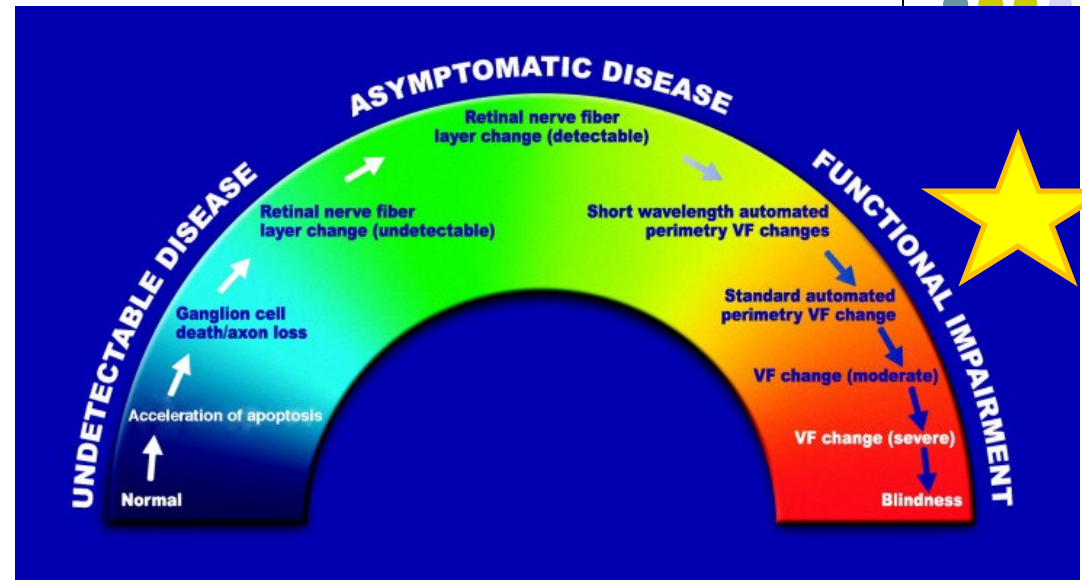 ASYMPTOMATIC DISEASE
UNDETECTABLE DISEASE
FUNCTIONAL IMPAIRMENT
Retinal nerve fiber
layer change (detectable)
Retinal nerve fiber
layer change (undetectable)
Short wavelength automated
perimetry VF changes
Ganglion cell
death/axon loss
Standard automated
perimetry VF change
VF change (moderate)
Acceleration of apoptosis
VF change (severe)
Normal
Blindness